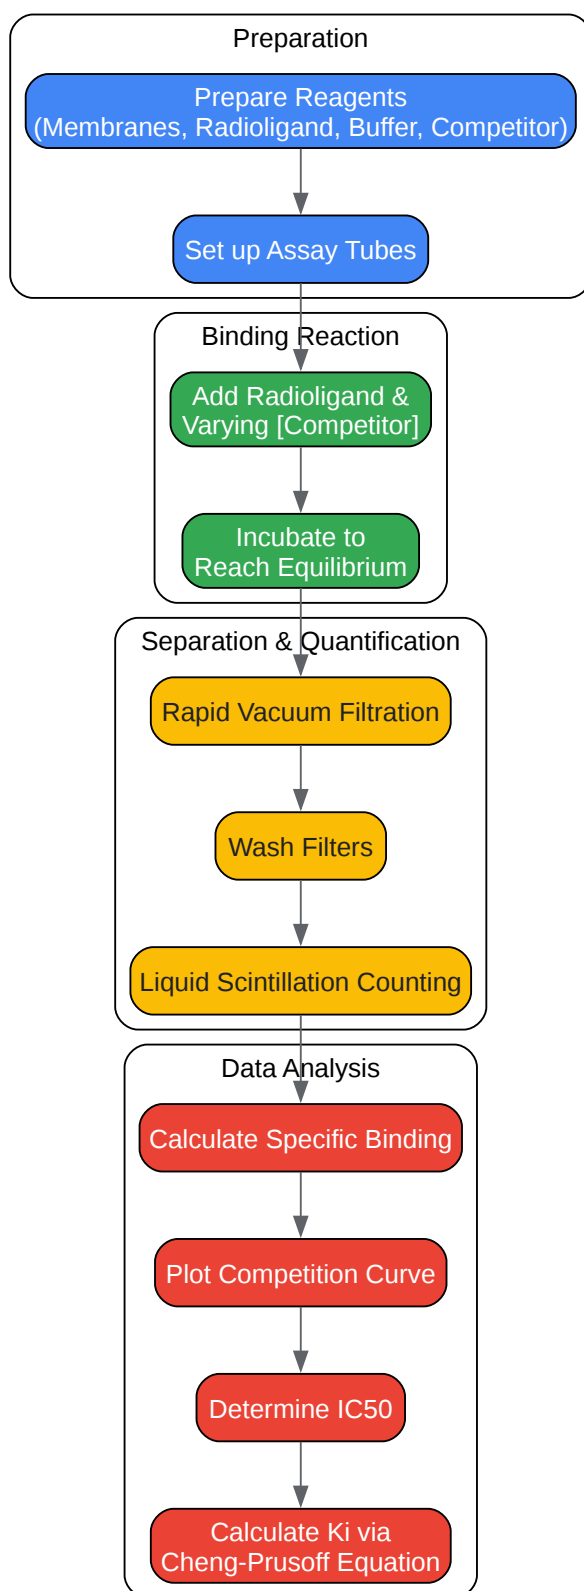 Preparation
Prepare Reagents
(Membranes, Radioligand, Buffer, Competitor)
Set up Assay Tubes
Binding Reaction
Add Radioligand &
Varying [Competitor]
Incubate to
Reach Equilibrium
Separation & Quantification
Rapid Vacuum Filtration
Wash Filters
Liquid Scintillation Counting
Data Analysis
Calculate Specific Binding
Plot Competition Curve
Determine IC50
Calculate Ki via
Cheng-Prusoff Equation